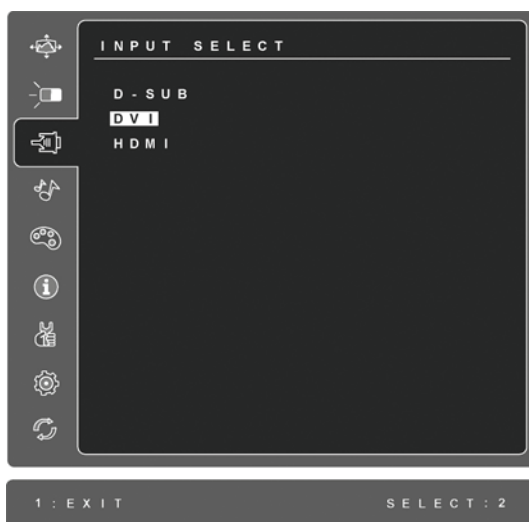 INPUT SELECT
D-SUB
DVI
HDMI
1:EXIT
SELECT:2